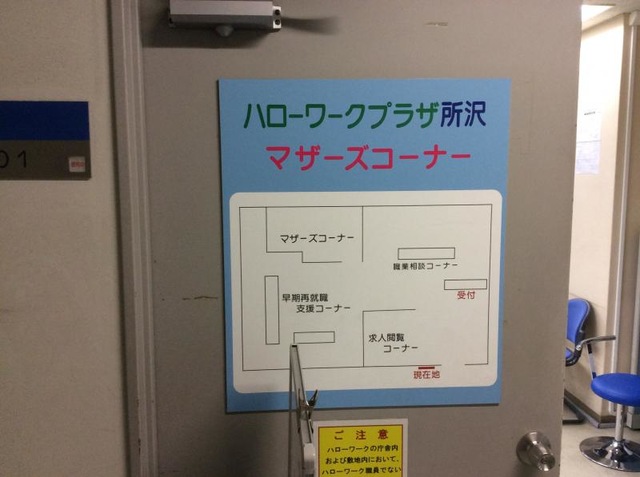 ハローワークプラザ所沢
マザーズコーナー
マザーズコーナー
職業相談コーナー
受付
早期再就職
支援コーナー
求人閲覧
コーナー
現在地
01
ご注意
ハローワークの庁舎内
および敷地内において、
ハローワーク職員でない